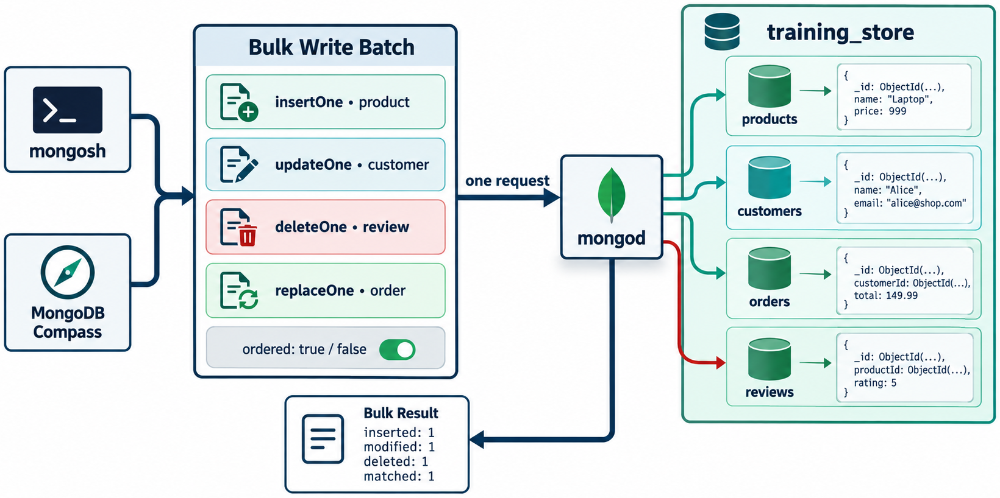 mongosh
MongoDB
Compass
Bulk Write Batch
insertOne • product
updateOne • customer
deleteOne • review
replaceOne • order
ordered: true / false
one request
mongod
Bulk Result
inserted: 1
modified: 1
deleted: 1
matched: 1
training_store
products
{
_id: ObjectId(...),
name: "Laptop",
price: 999
}
customers
{
_id: ObjectId(...),
name: "Alice",
email: "alice@shop.com"
}
orders
{
_id: ObjectId(...),
customerId: ObjectId(...),
total: 149.99
}
reviews
{
_id: ObjectId(...),
productId: ObjectId(...),
rating: 5
}